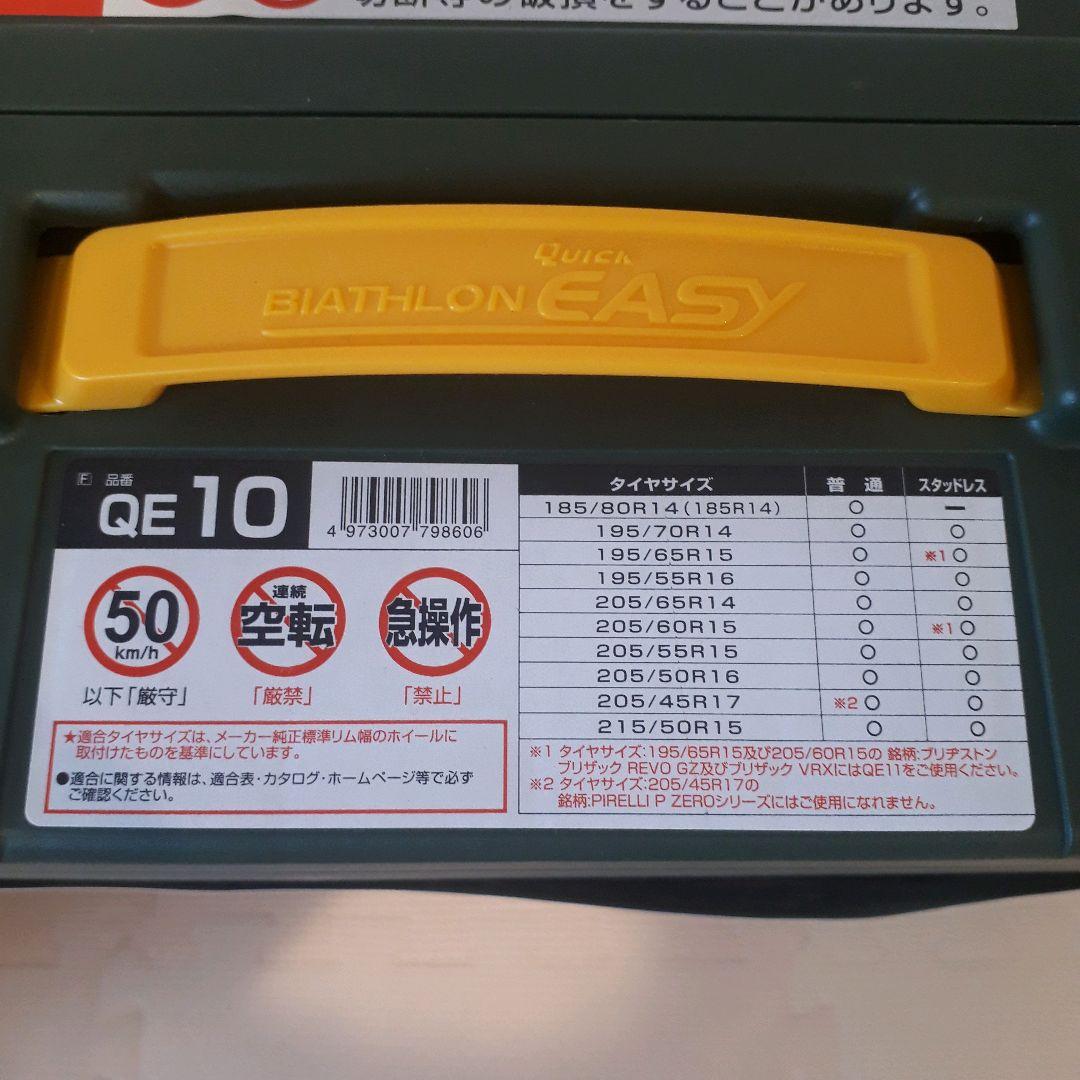 することがあります。
QUICK
BIATHLON EASY
F 品番
QE 10
4 973007 798606
50
km/h
以下「厳守」
連続
空転
「厳禁」
急操作
「禁止」
★適合タイヤサイズは、メーカー純正標準リム幅のホイールに
取付けたものを基準にしています。
●適合に関する情報は、適合表・カタログ・ホームページ等で必ず
ご確認ください。
タイヤサイズ 普通 スタッドレス
185/80R14(185R14) ○ ー
195/70R14 ○ ○
195/65R15 ○ ※1○
195/55R16 ○ ○
205/65R14 ○ ○
205/60R15 ○ ※1○
205/55R15 ○ ○
205/50R16 ○ ○
205/45R17 ※2○ ○
215/50R15 ○ ○
※1 タイヤサイズ:195/65R15及び205/60R15の 銘柄:ブリヂストン
ブリザック REVO GZ及びブリザック VRXにはQE11をご使用ください。
※2 タイヤサイズ:205/45R17の
銘柄:PIRELLI P ZEROシリーズにはご使用になれません。